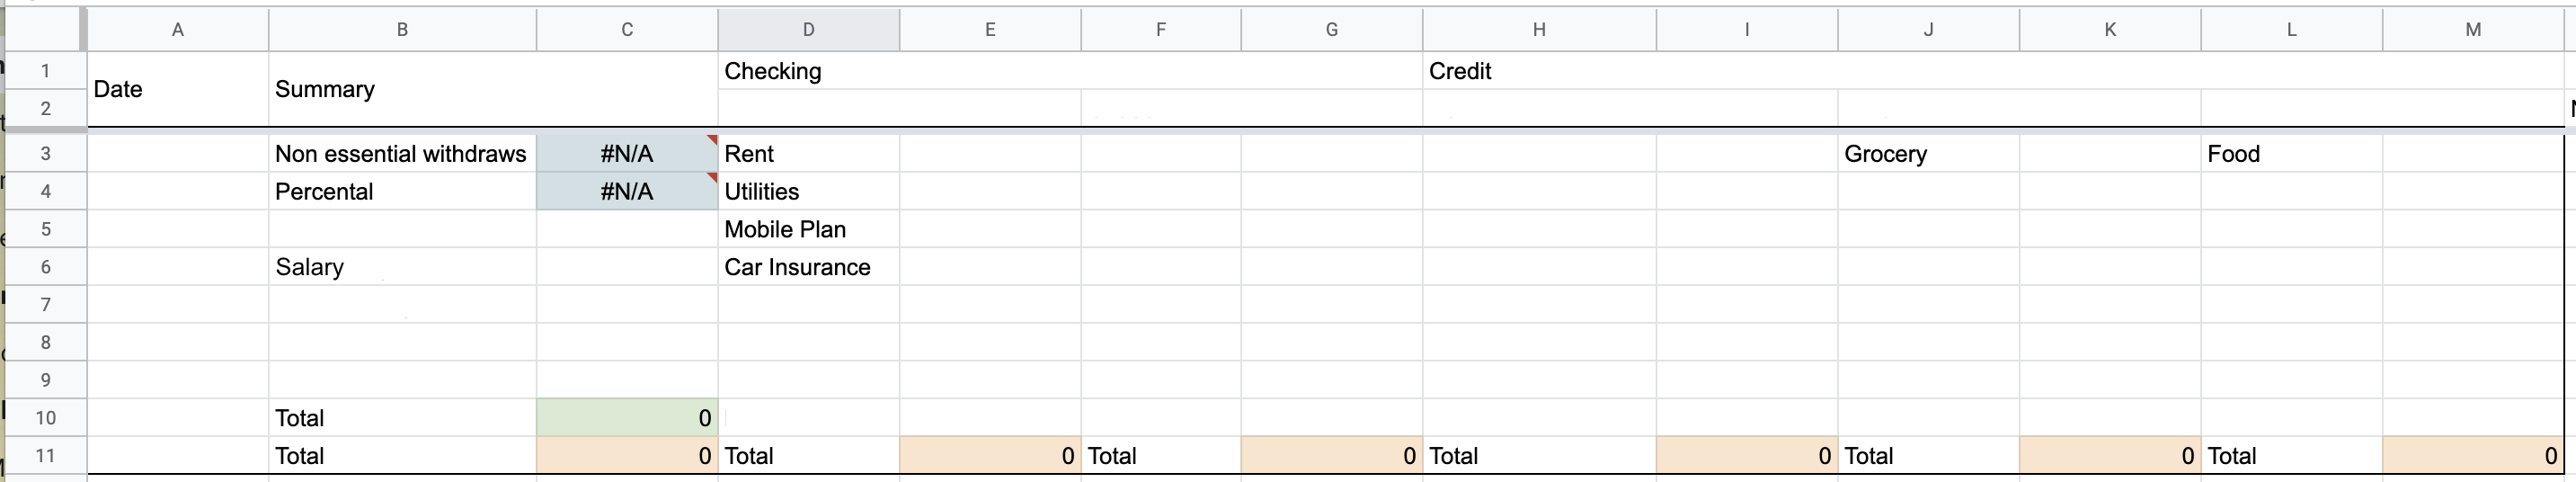 A B C D E F G H I J K L M
1 Checking Credit
Date Summary
2
3 Non essential withdraws #N/A Rent Grocery Food
4 Percental #N/A Utilities
5 Mobile Plan
6 Salary Car Insurance
7
8
9
10 Total 0
11 Total 0 Total 0 Total 0 Total 0 Total 0 Total 0